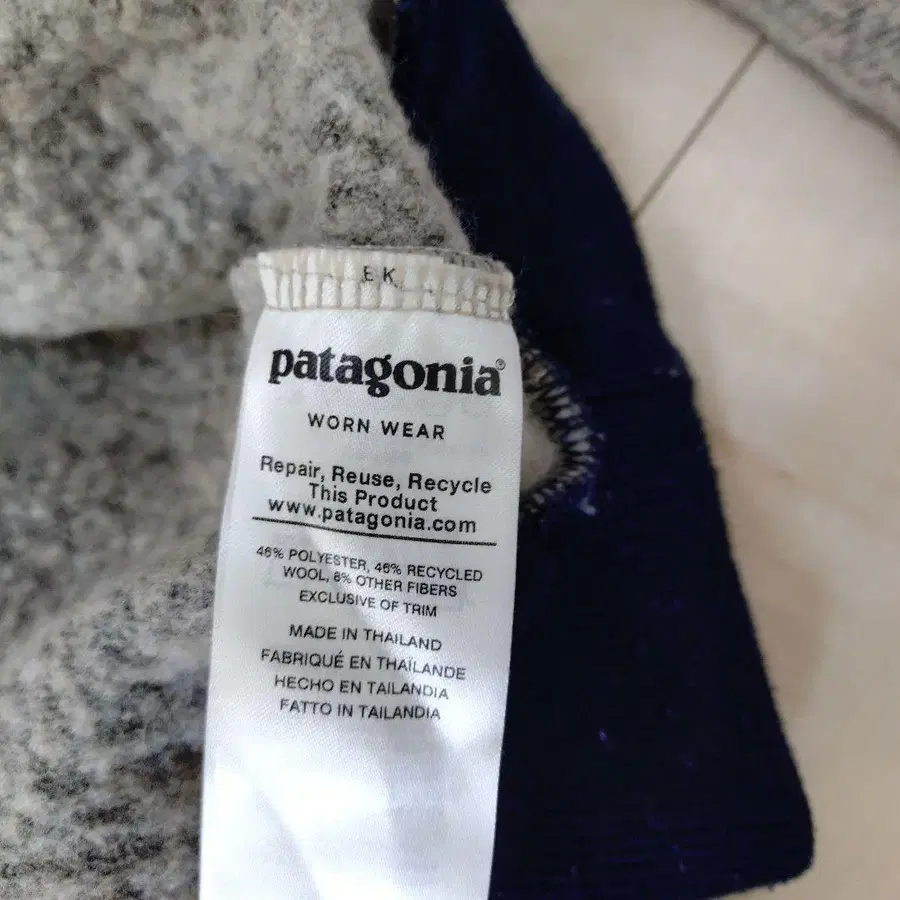 EK
patagonia®
WORN WEAR
Repair, Reuse, Recycle
This Product
www.patagonia.com
46% POLYESTER, 46% RECYCLED
WOOL, 8% OTHER FIBERS
EXCLUSIVE OF TRIM
MADE IN THAILAND
FABRIQUÉ EN THAÏLANDE
HECHO EN TAILANDIA
FATTO IN TAILANDIA